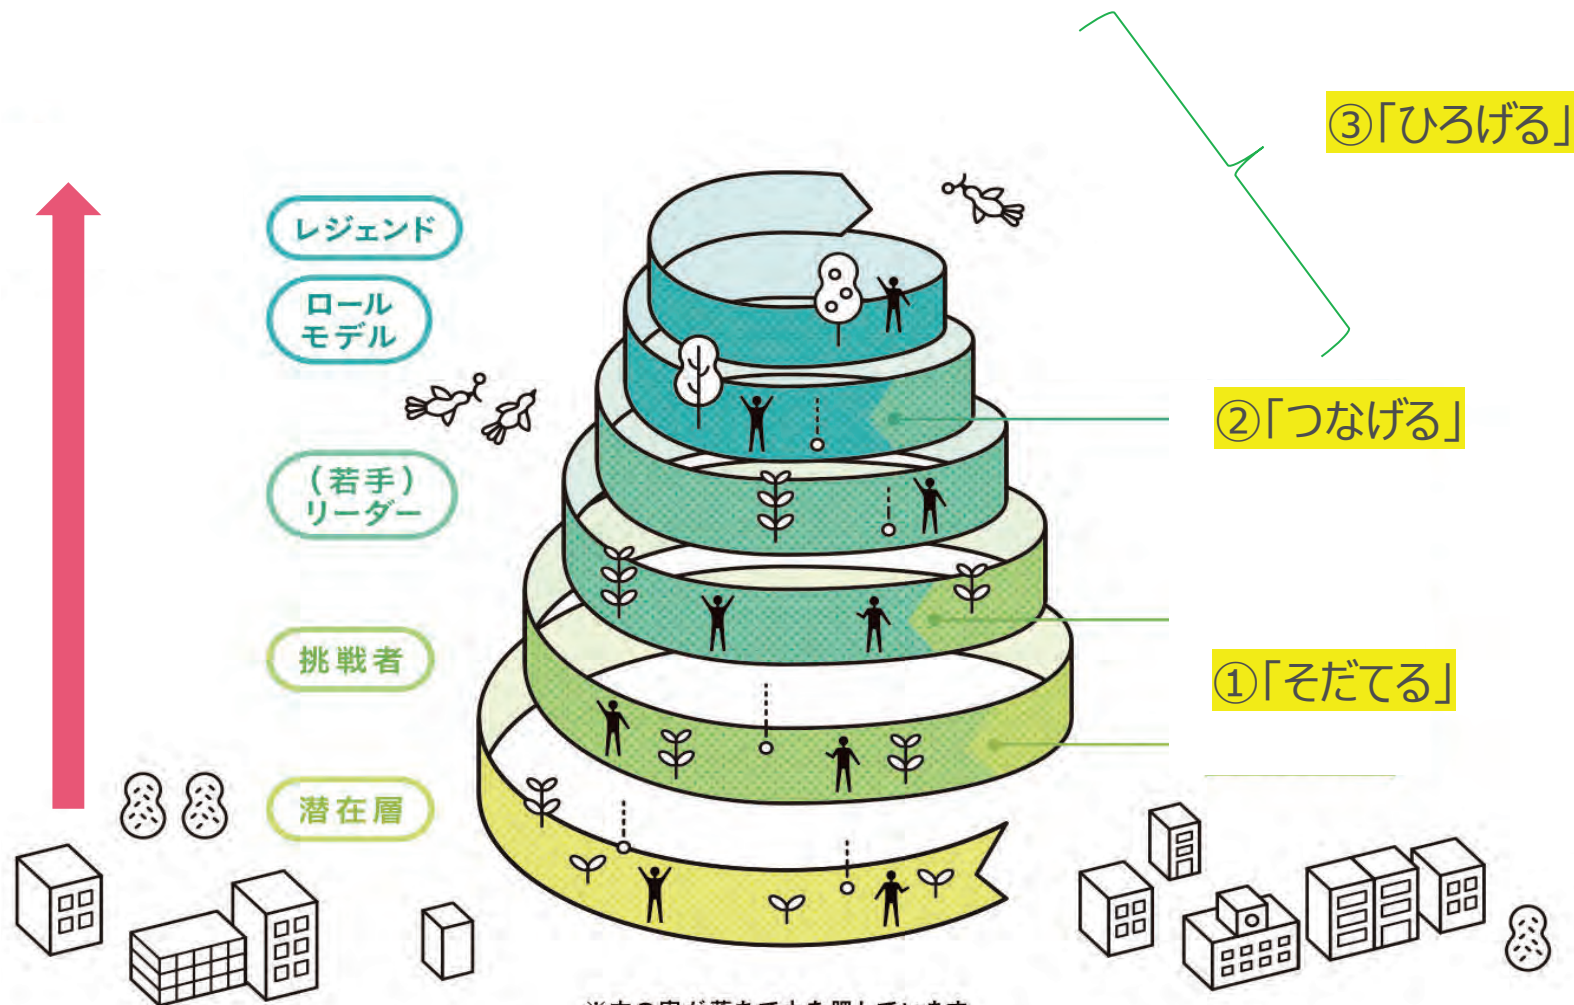 ③「ひろげる」
レジェンド
ロール
モデル
②「つなげる」
（若手）
リーダー
挑戦者
①「そだてる」
潜在層